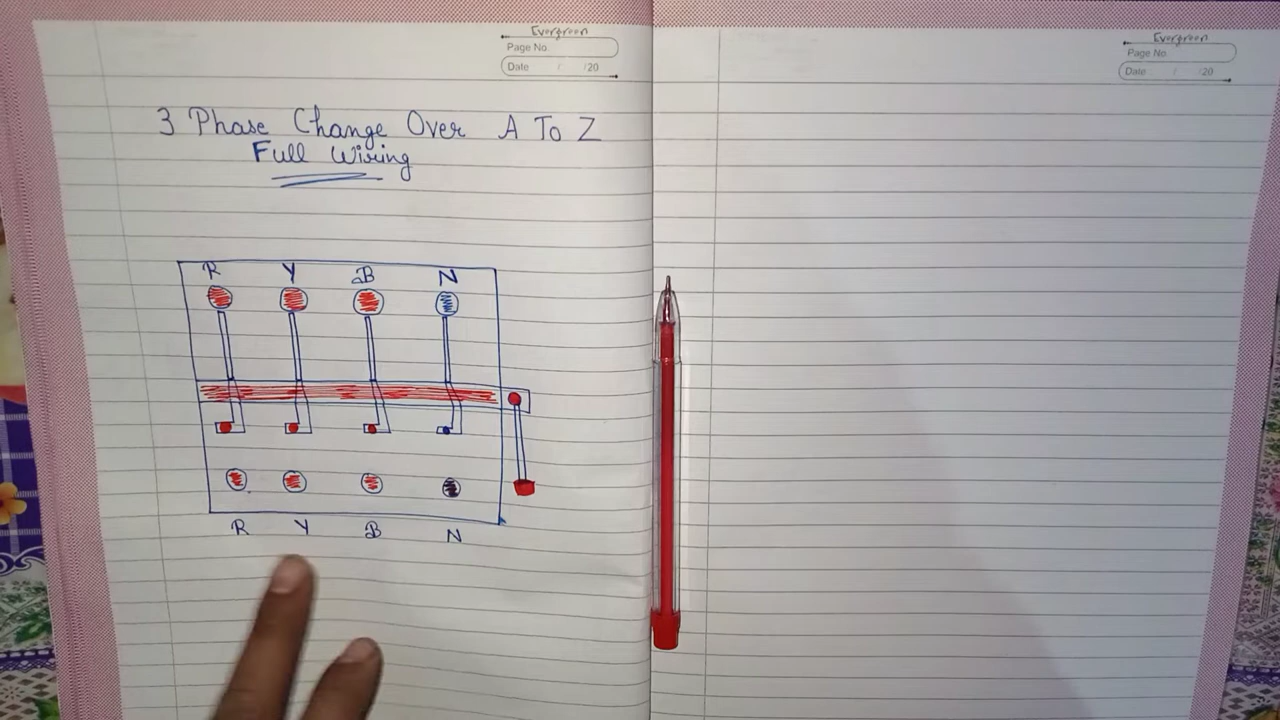 Evergreen
Page No.
Date / /20
Evergreen
Page No.
Date / /20
3 Phase Change Over A To Z
Full Wiring
R Y B N
R Y B N